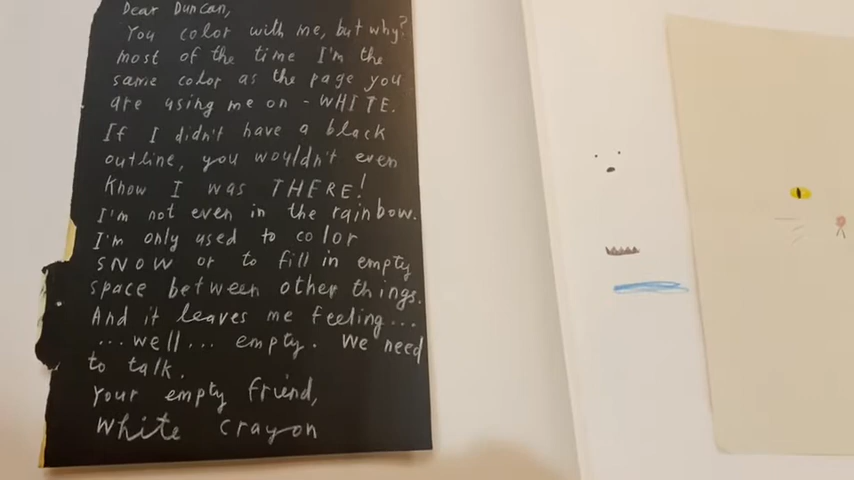 Dear Duncan,
You color with me, but why?
most of the time I'm the
same color as the page you
are using me on - WHITE.
If I didn't have a black
outline, you wouldn't even
know I was THERE!
I'm not even in the rainbow.
I'm only used to color
SNOW or to fill in empty
space between other things.
And it leaves me feeling...
...well... empty. We need
to talk.
Your empty friend,
White crayon